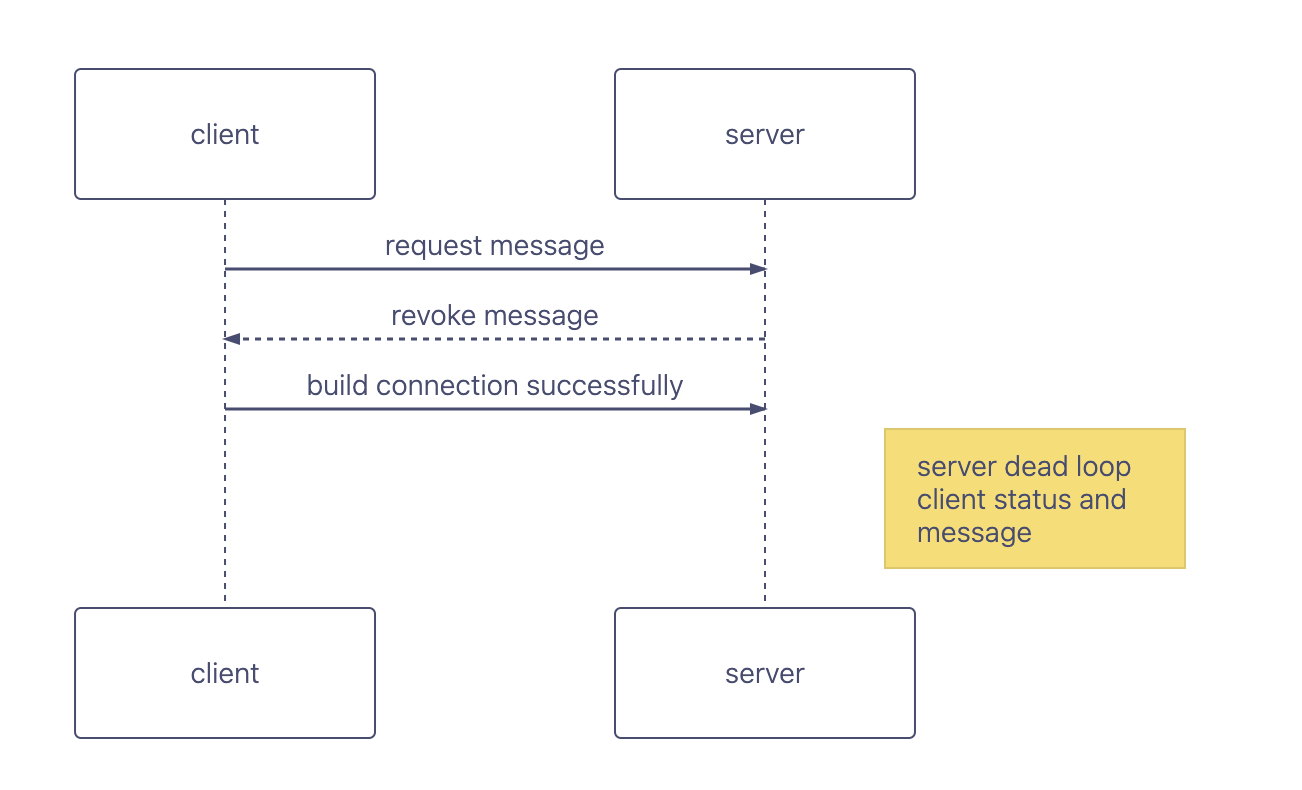 client
server
request message
revoke message
build connection successfully
server dead loop
client status and
message
client
server